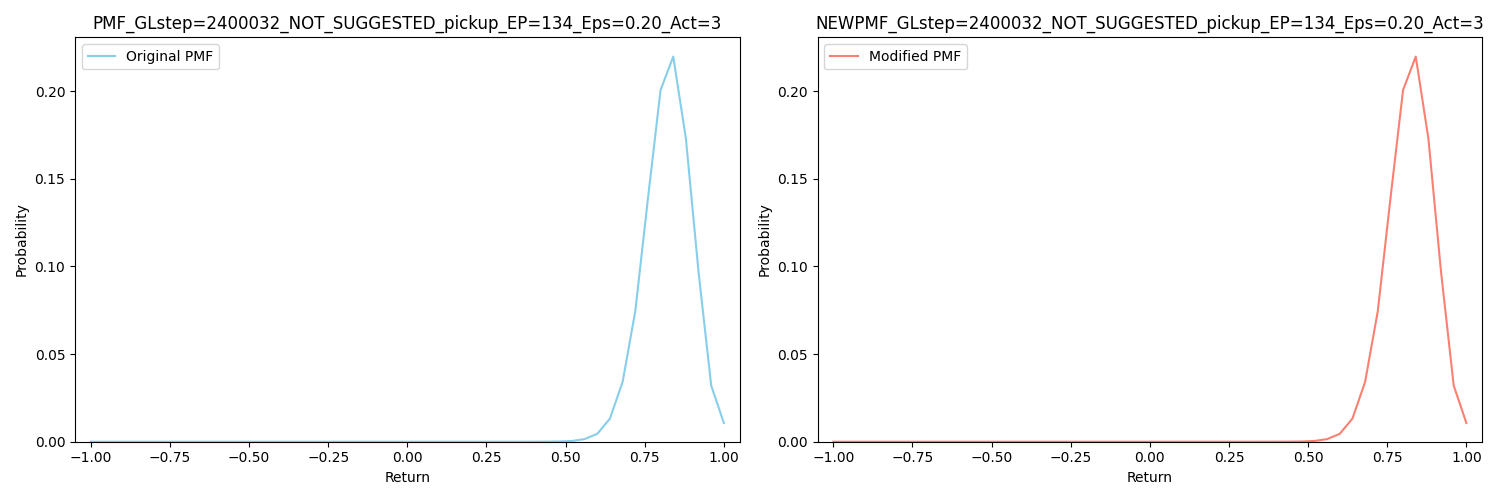 PMF_GLstep=2400032_NOT_SUGGESTED_pickup_EP=134_Eps=0.20_Act=3
Original PMF
Probability
0.20
0.15
0.10
0.05
0.00
−1.00 −0.75 −0.50 −0.25 0.00 0.25 0.50 0.75 1.00
Return
NEWPMF_GLstep=2400032_NOT_SUGGESTED_pickup_EP=134_Eps=0.20_Act=3
Modified PMF
Probability
0.20
0.15
0.10
0.05
0.00
−1.00 −0.75 −0.50 −0.25 0.00 0.25 0.50 0.75 1.00
Return